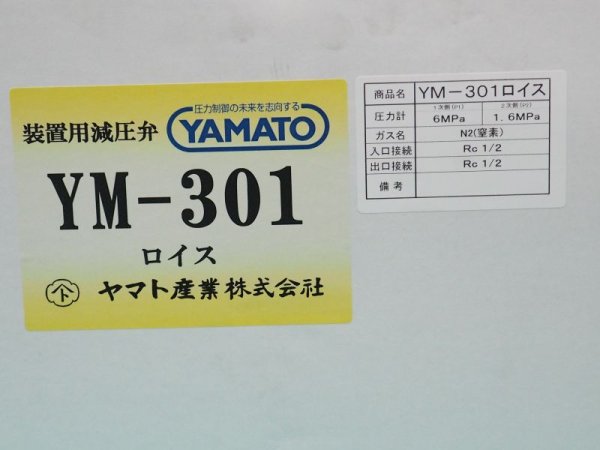 圧力制御の未来を志向する
装置用減圧弁 YAMATO
YM-301
ロイス
ヤマト産業株式会社
商品名 YM-301ロイス
圧力計 1次側(P1) 6MPa 2次側(P2) 1.6MPa
ガス名 N2(窒素)
入口接続 Rc 1/2
出口接続 Rc 1/2
備考